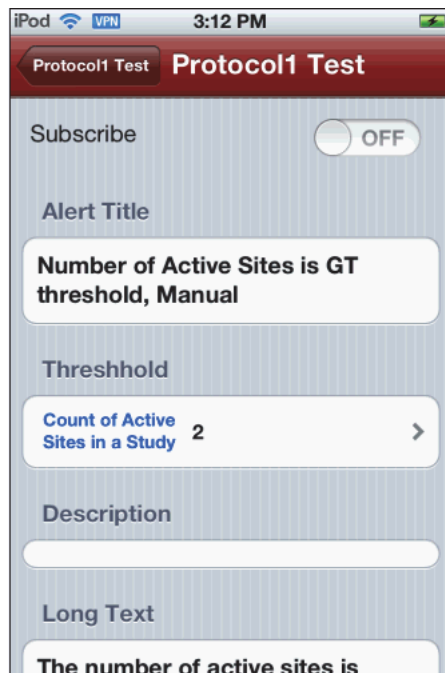 iPod VPN 3:12 PM
Protocol1 Test Protocol1 Test
Subscribe OFF
Alert Title
Number of Active Sites is GT
threshold, Manual
Threshhold
Count of Active
Sites in a Study 2
Description
Long Text
The number of active sites is